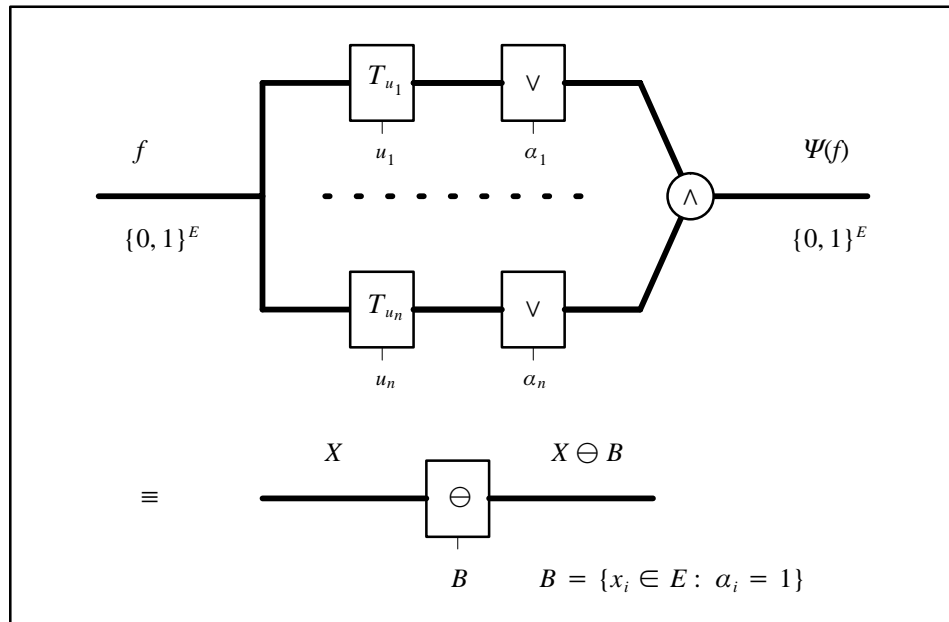 T_{u_1} ∨
f u_1 α_1 Ψ(f)
∧
{0, 1}^E {0, 1}^E
T_{u_n} ∨
u_n α_n
X X ⊖ B
≡ ⊖
B B = {x_i ∈ E : α_i = 1}